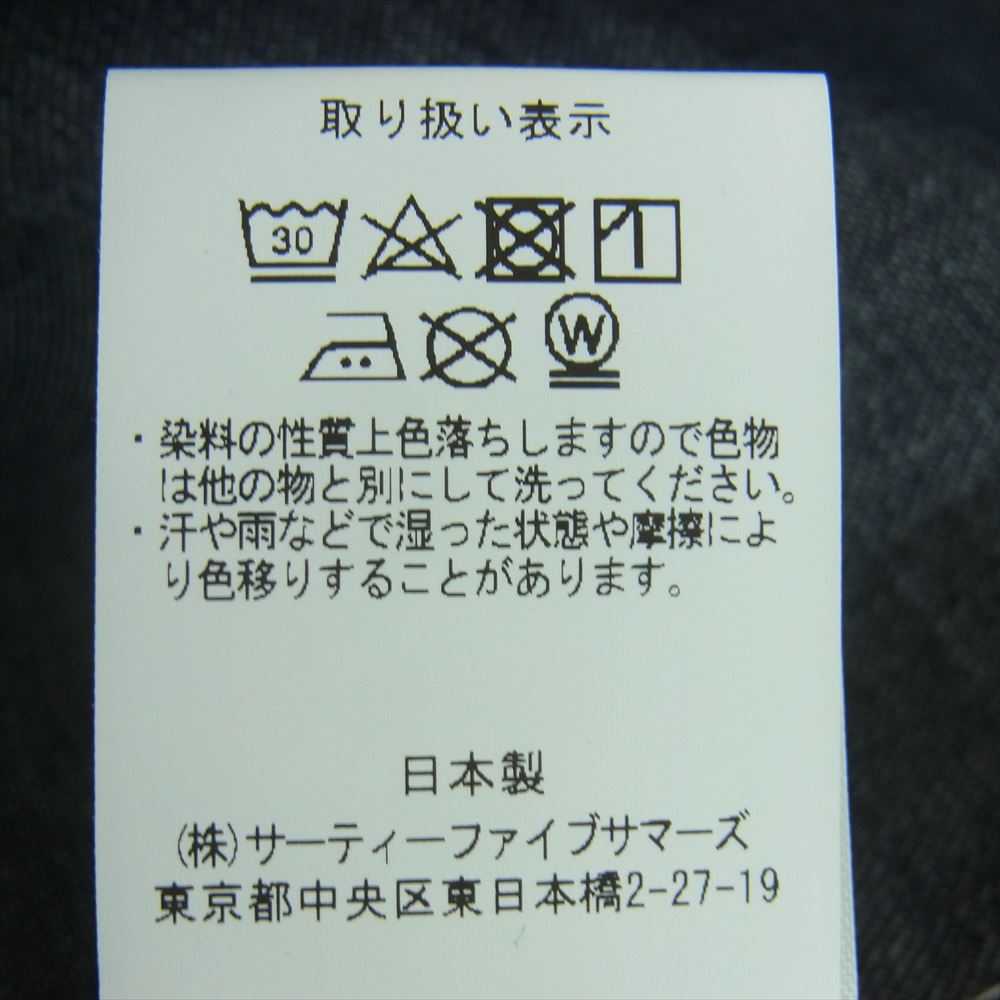 取り扱い表示
30
W
・染料の性質上色落ちしますので色物
は他の物と別にして洗ってください。
・汗や雨などで湿った状態や摩擦によ
り色移りすることがあります。
日本製
(株)サーティーファイブサマーズ
東京都中央区東日本橋2-27-19